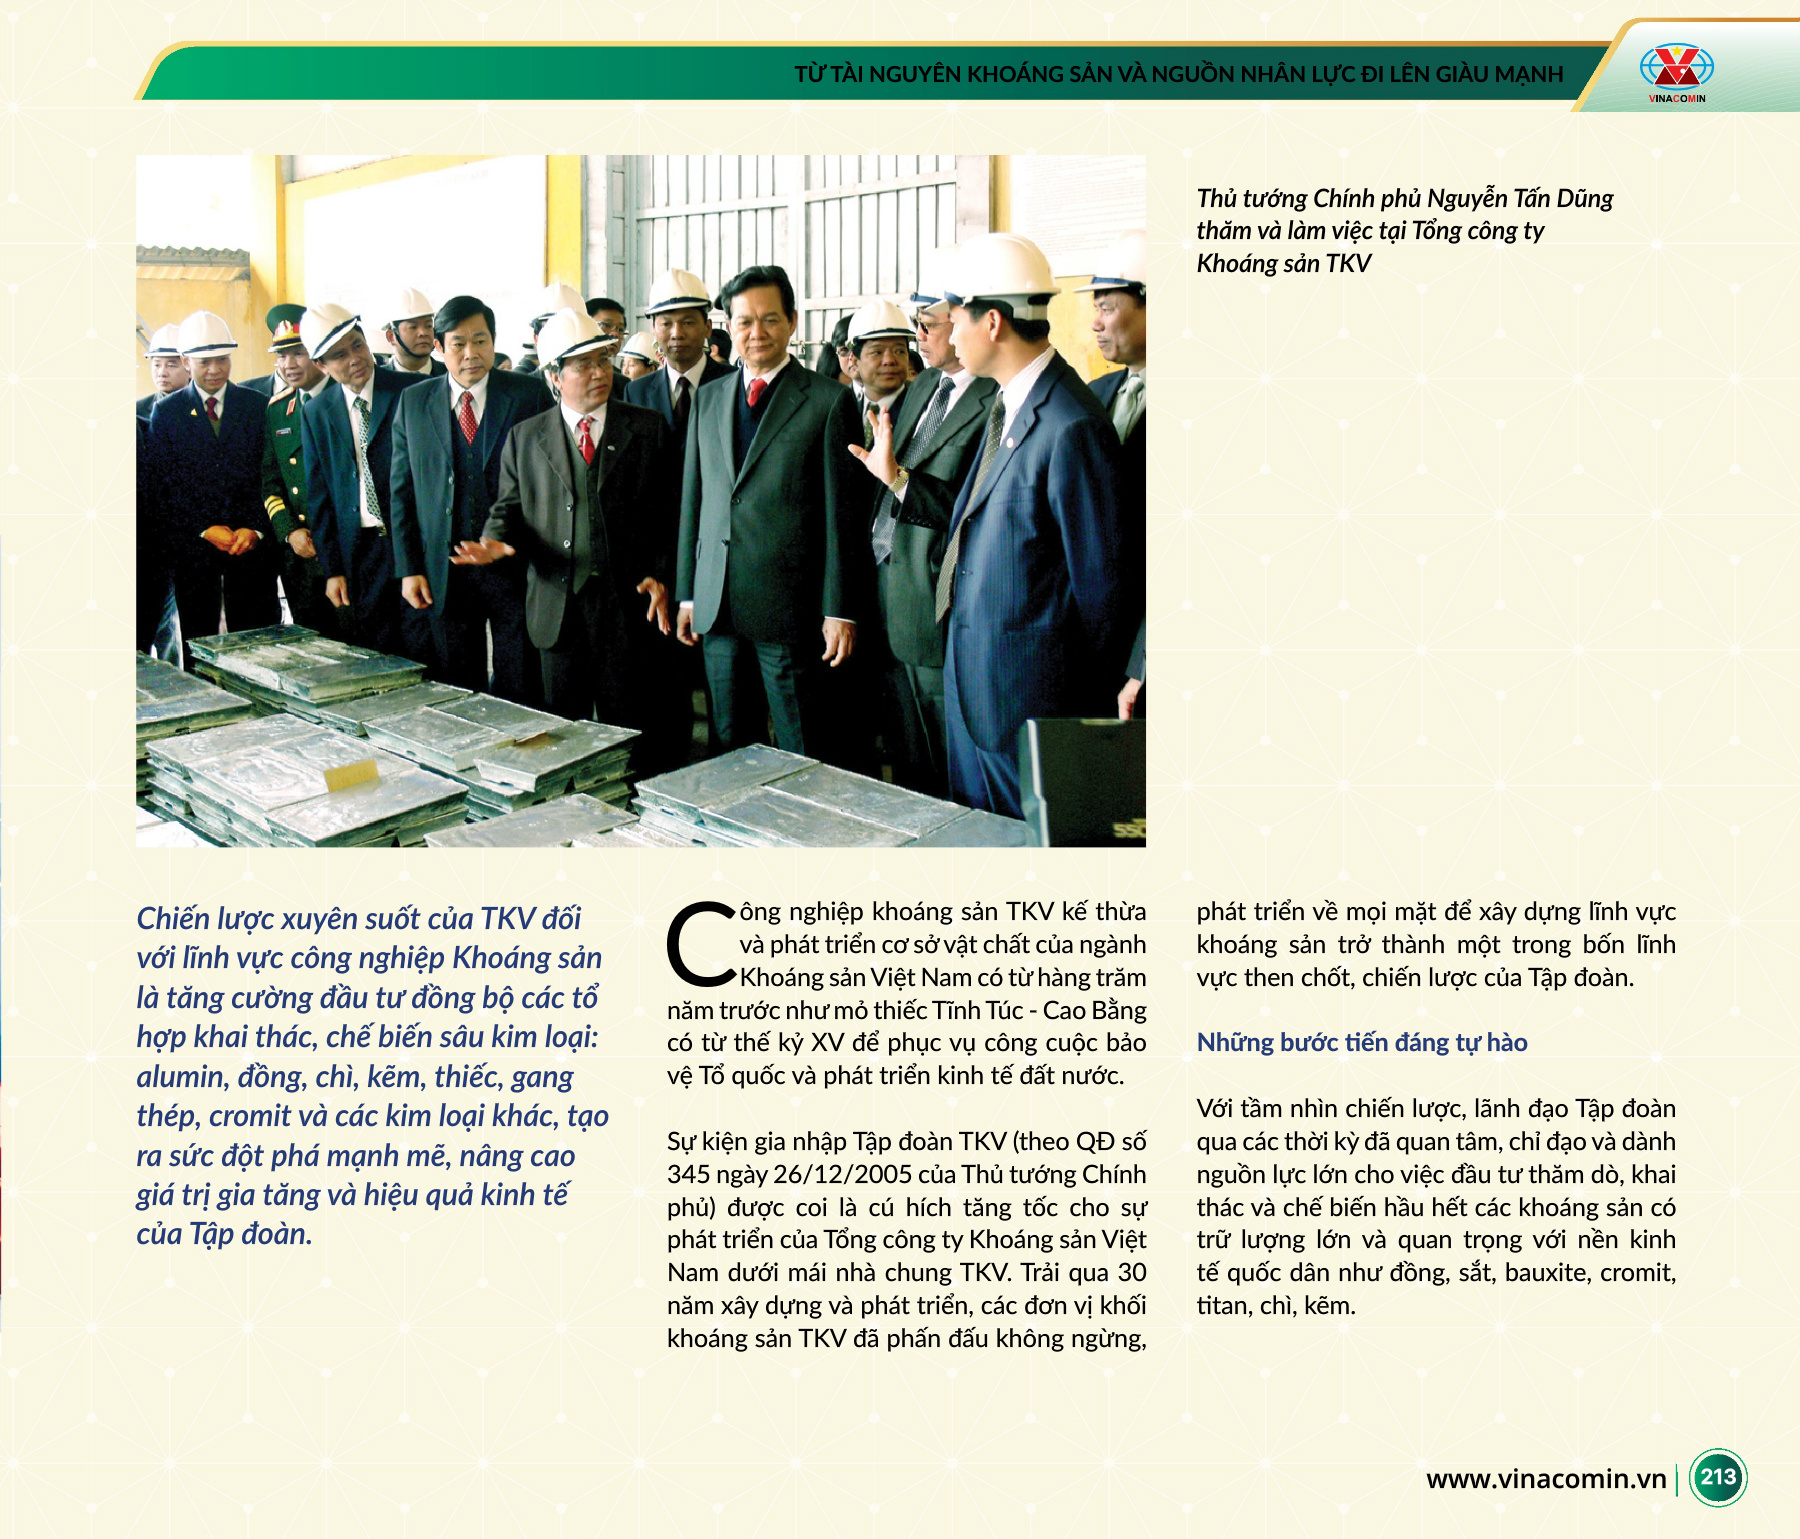 TỪ TÀI NGUYÊN KHOÁNG SẢN VÀ NGUỒN NHÂN LỰC ĐI LÊN GIÀU MẠNH
VINACOMIN
Thủ tướng Chính phủ Nguyễn Tấn Dũng
thăm và làm việc tại Tổng công ty
Khoáng sản TKV
Chiến lược xuyên suốt của TKV đối
với lĩnh vực công nghiệp Khoáng sản
là tăng cường đầu tư đồng bộ các tổ
hợp khai thác, chế biến sâu kim loại:
alumin, đồng, chì, kẽm, thiếc, gang
thép, cromit và các kim loại khác, tạo
ra sức đột phá mạnh mẽ, nâng cao
giá trị gia tăng và hiệu quả kinh tế
của Tập đoàn.
Công nghiệp khoáng sản TKV kế thừa
và phát triển cơ sở vật chất của ngành
Khoáng sản Việt Nam có từ hàng trăm
năm trước như mỏ thiếc Tĩnh Túc - Cao Bằng
có từ thế kỷ XV để phục vụ công cuộc bảo
vệ Tổ quốc và phát triển kinh tế đất nước.
Sự kiện gia nhập Tập đoàn TKV (theo QĐ số
345 ngày 26/12/2005 của Thủ tướng Chính
phủ) được coi là cú hích tăng tốc cho sự
phát triển của Tổng công ty Khoáng sản Việt
Nam dưới mái nhà chung TKV. Trải qua 30
năm xây dựng và phát triển, các đơn vị khối
khoáng sản TKV đã phấn đấu không ngừng,
phát triển về mọi mặt để xây dựng lĩnh vực
khoáng sản trở thành một trong bốn lĩnh
vực then chốt, chiến lược của Tập đoàn.
Những bước tiến đáng tự hào
Với tầm nhìn chiến lược, lãnh đạo Tập đoàn
qua các thời kỳ đã quan tâm, chỉ đạo và dành
nguồn lực lớn cho việc đầu tư thăm dò, khai
thác và chế biến hầu hết các khoáng sản có
trữ lượng lớn và quan trọng với nền kinh
tế quốc dân như đồng, sắt, bauxite, cromit,
titan, chì, kẽm.
www.vinacomin.vn
213